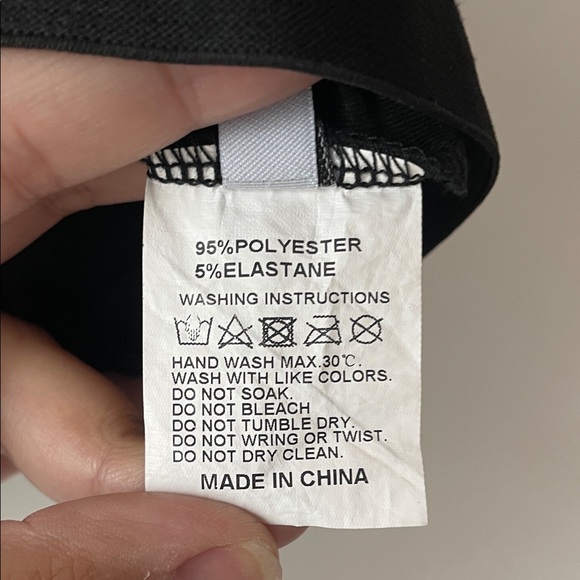 95%POLYESTER
5%ELASTANE
WASHING INSTRUCTIONS
HAND WASH MAX.30℃.
WASH WITH LIKE COLORS.
DO NOT SOAK.
DO NOT BLEACH
DO NOT TUMBLE DRY.
DO NOT WRING OR TWIST.
DO NOT DRY CLEAN.
MADE IN CHINA